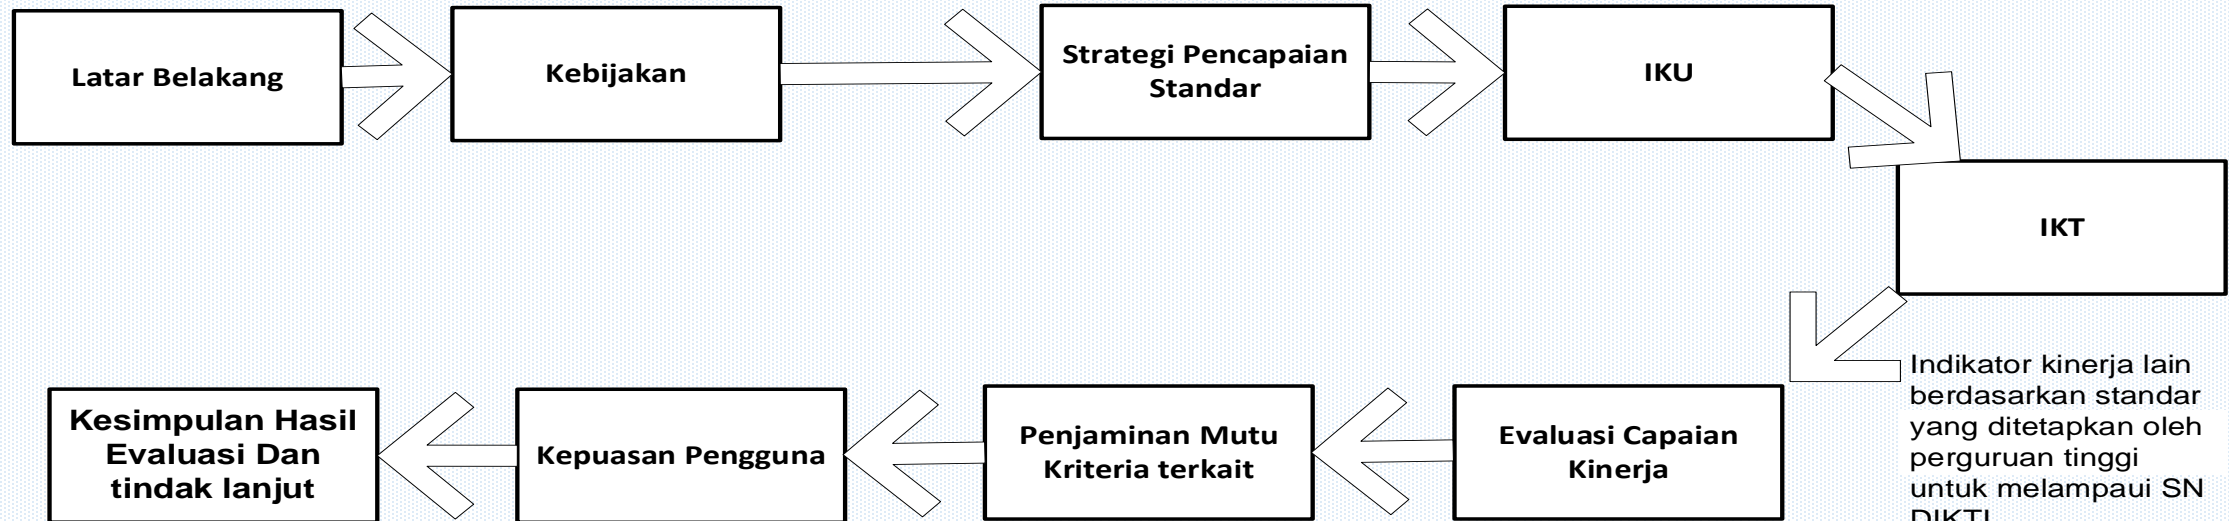 Latar Belakang
Kebijakan
Strategi Pencapaian
Standar
IKU
IKT
Indikator kinerja lain
berdasarkan standar
yang ditetapkan oleh
perguruan tinggi
untuk melampaui SN
DIKTI
Evaluasi Capaian
Kinerja
Penjaminan Mutu
Kriteria terkait
Kepuasan Pengguna
Kesimpulan Hasil
Evaluasi Dan
tindak lanjut